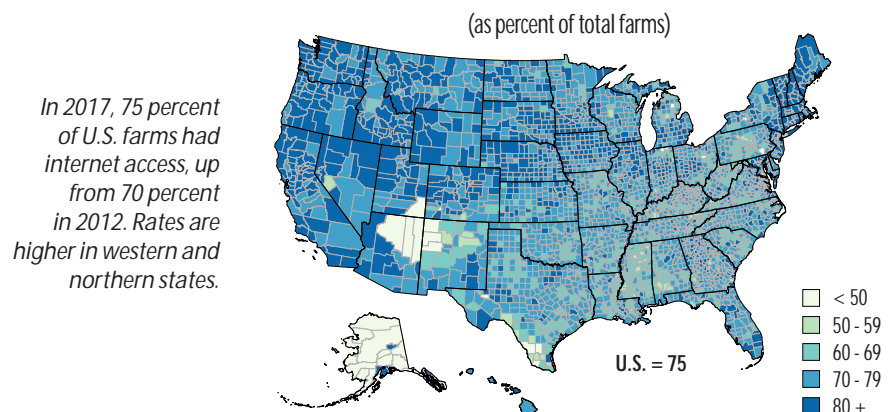 (as percent of total farms)
In 2017, 75 percent
of U.S. farms had
internet access, up
from 70 percent
in 2012. Rates are
higher in western and
northern states.
U.S. = 75
< 50
50 - 59
60 - 69
70 - 79
80 +